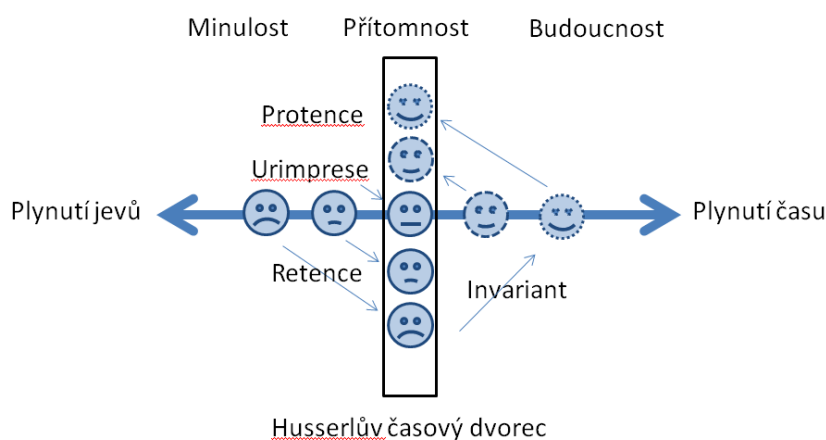 Minulost
Přítomnost
Budoucnost
Protence
Urimprese
Plynutí jevů
Plynutí času
Retence
Invariant
Husserlův časový dvorec